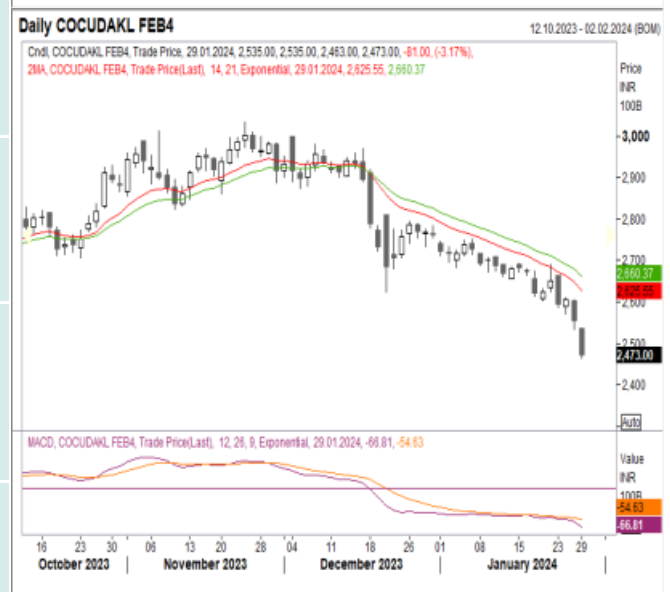 Daily COCUDAKL FEB4
12.10.2023 - 02.02.2024 (BOM)
Cndl, COCUDAKL FEB4, Trade Price, 29.01.2024, 2,535.00, 2,535.00, 2,463.00, 2,473.00, -81.00, (-3.17%),
2MA, COCUDAKL FEB4, Trade Price(Last), 14, 21, Exponential, 29.01.2024, 2,625.55, 2,660.37
Price
INR
100B
3,000
2,900
2,800
2,700
2,660.37
2,625.55
2,600
2,500
2,473.00
2,400
Auto
MACD, COCUDAKL FEB4, Trade Price(Last), 12, 26, 9, Exponential, 29.01.2024, -66.81, -54.63
Value
INR
100B
-54.63
-66.81
16 23 30 06 13 20 28 04 11 18 26 01 08 15 23 29
October 2023 November 2023 December 2023 January 2024